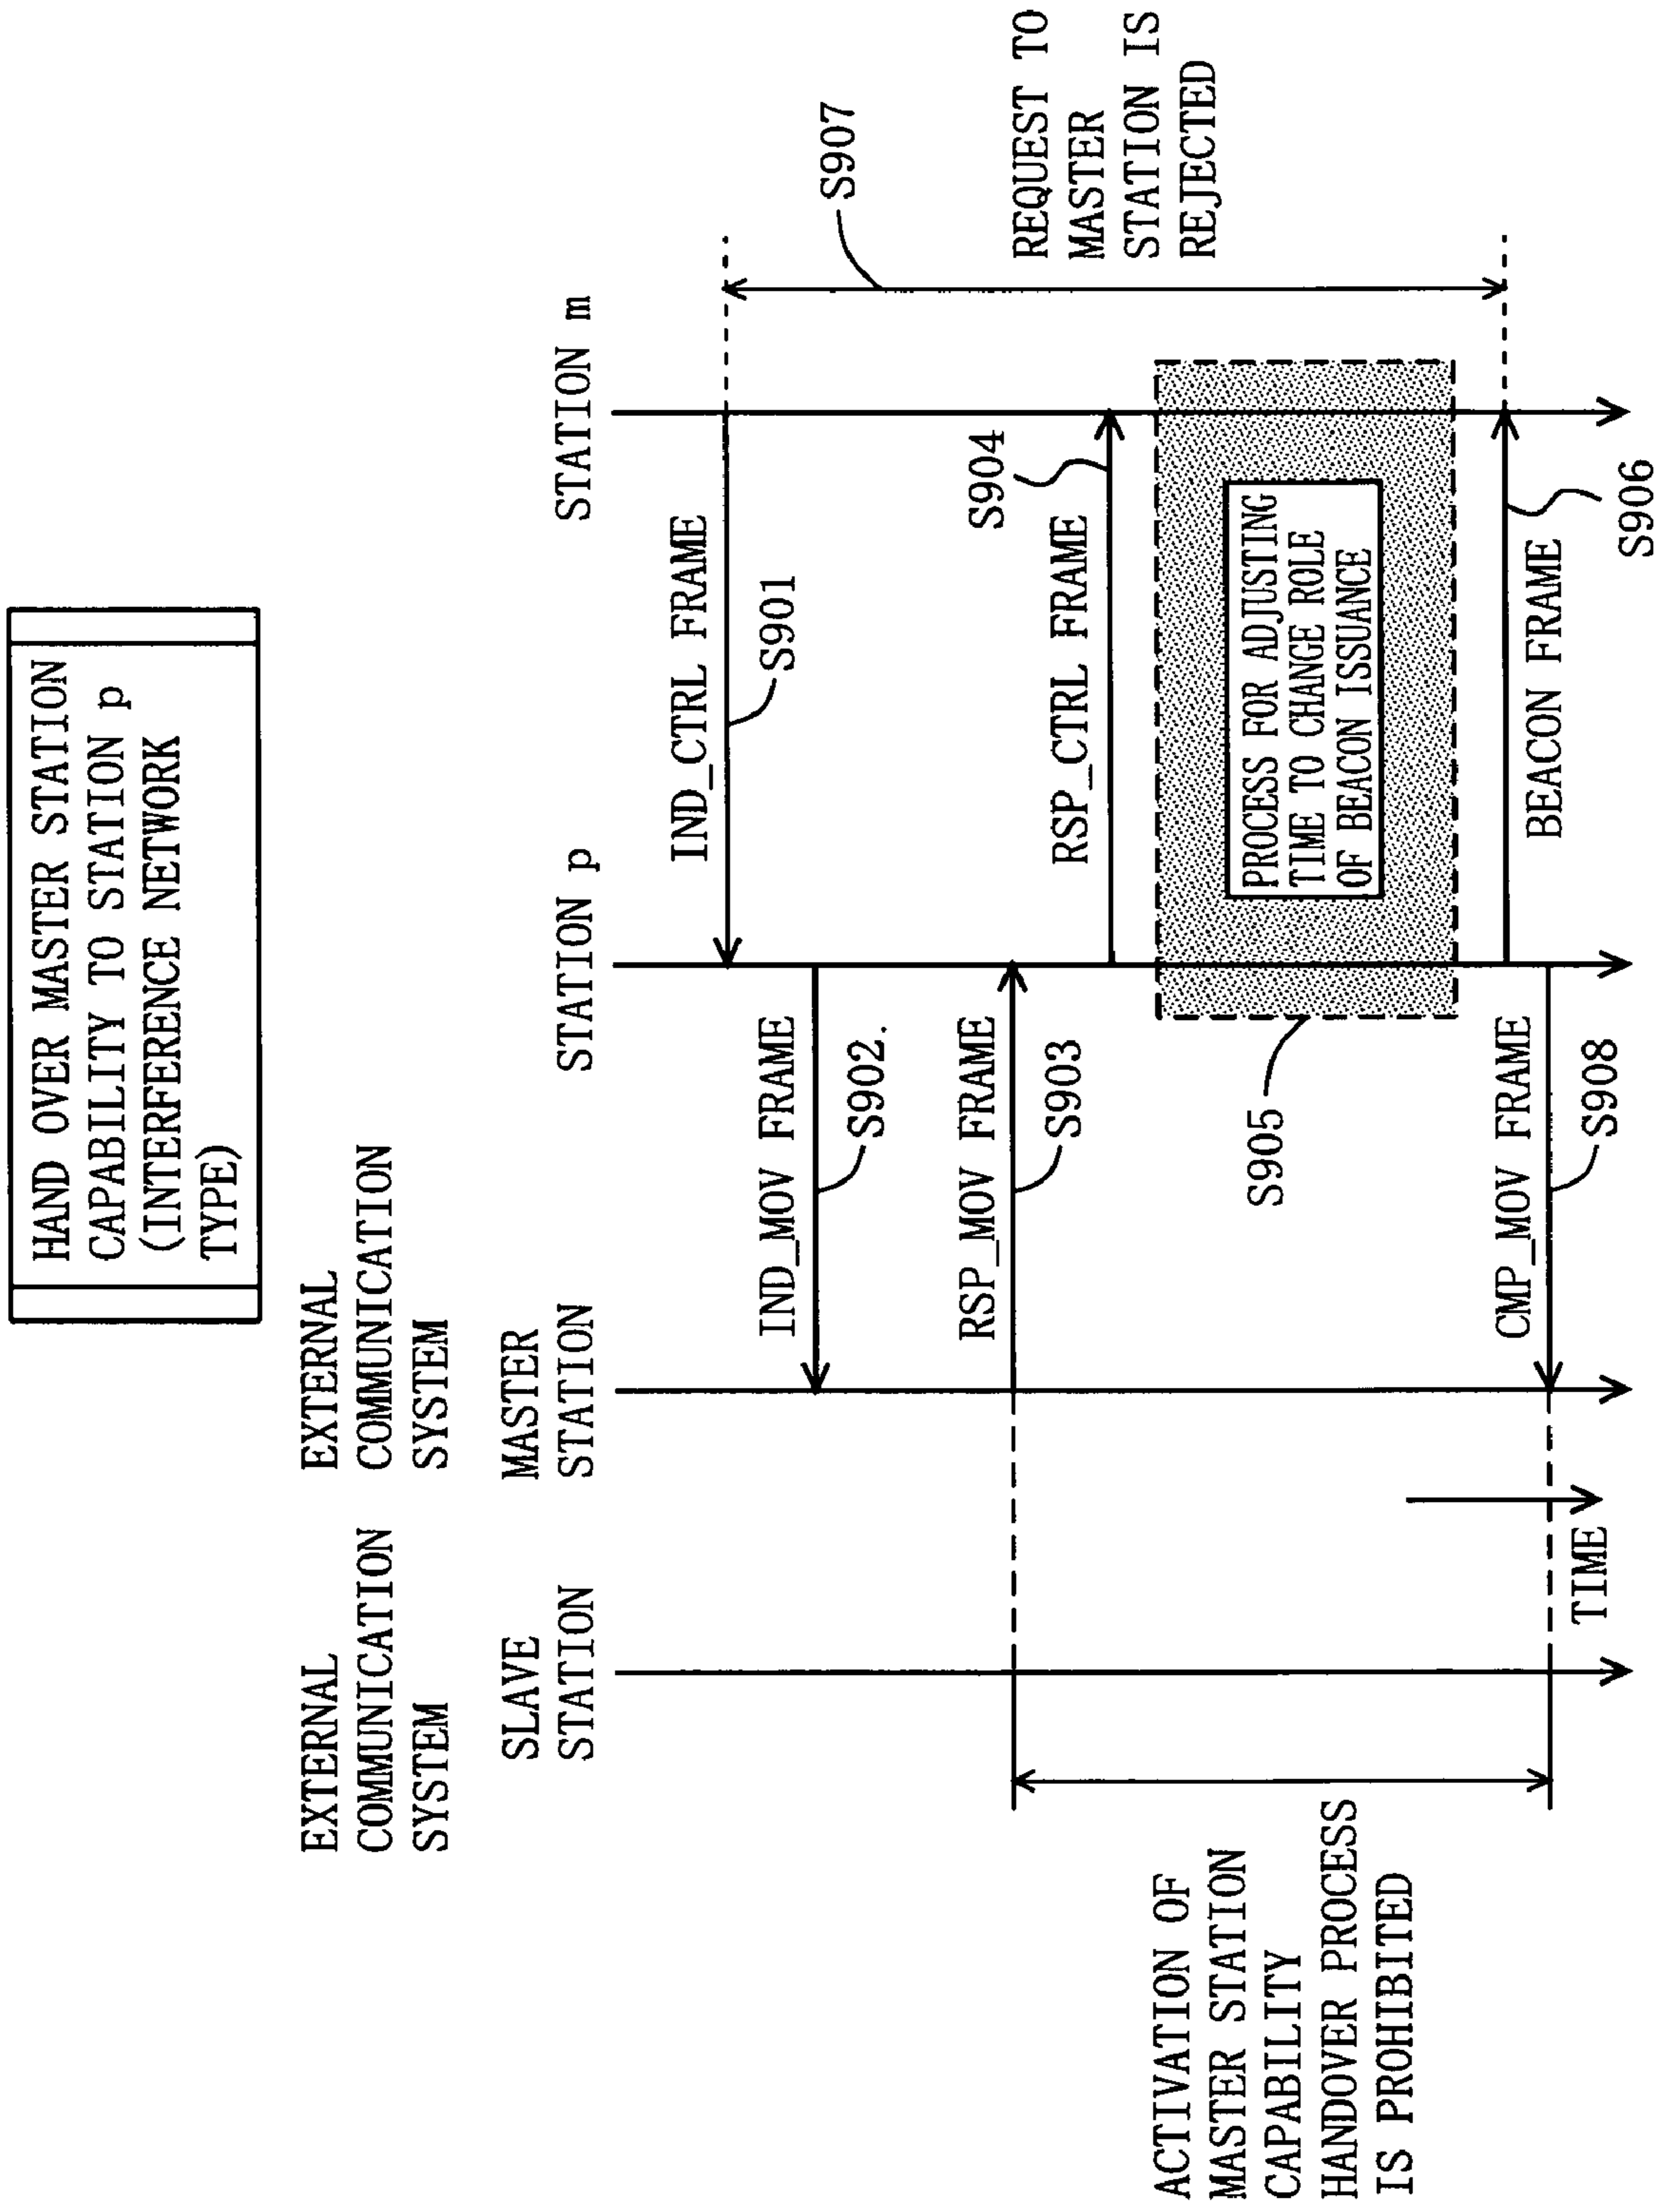 HAND OVER MASTER STATION
CAPABILITY TO STATION p
(INTERFERENCE NETWORK
TYPE)
EXTERNAL
COMMUNICATION
SYSTEM
SLAVE
STATION
EXTERNAL
COMMUNICATION
SYSTEM
MASTER
STATION
STATION p
STATION m
IND_CTRL FRAME
S901
IND_MOV FRAME
S902.
RSP_MOV FRAME
S903
RSP_CTRL FRAME
S904
S907
REQUEST TO
MASTER
STATION IS
REJECTED
ACTIVATION OF
MASTER STATION
CAPABILITY
HANDOVER PROCESS
IS PROHIBITED
PROCESS FOR ADJUSTING
TIME TO CHANGE ROLE
OF BEACON ISSUANCE
S905
BEACON FRAME
S906
CMP_MOV FRAME
S908
TIME